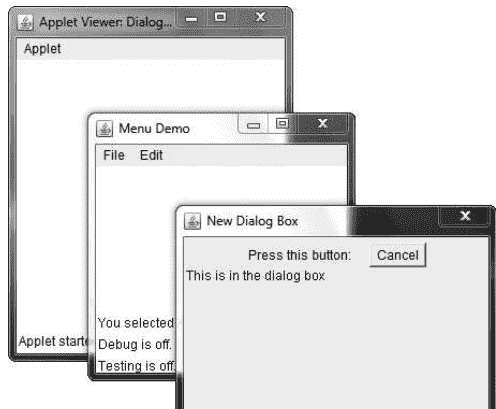 Applet Viewer: Dialog...
Applet
Menu Demo
File Edit
New Dialog Box
Press this button: Cancel
This is in the dialog box
You selected
Debug is off.
Testing is off.
Applet starte